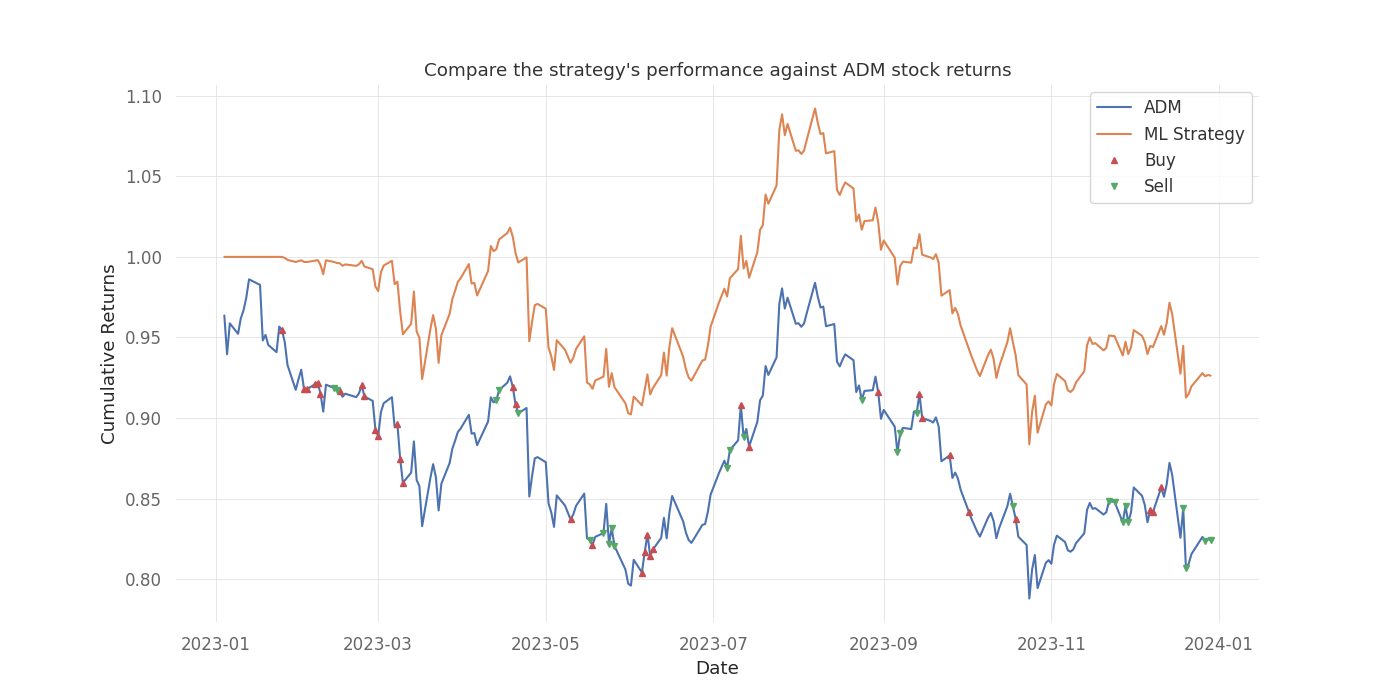 Compare the strategy's performance against ADM stock returns
ADM
ML Strategy
Buy
Sell
Cumulative Returns
1.10
1.05
1.00
0.95
0.90
0.85
0.80
2023-01
2023-03
2023-05
2023-07
2023-09
2023-11
2024-01
Date